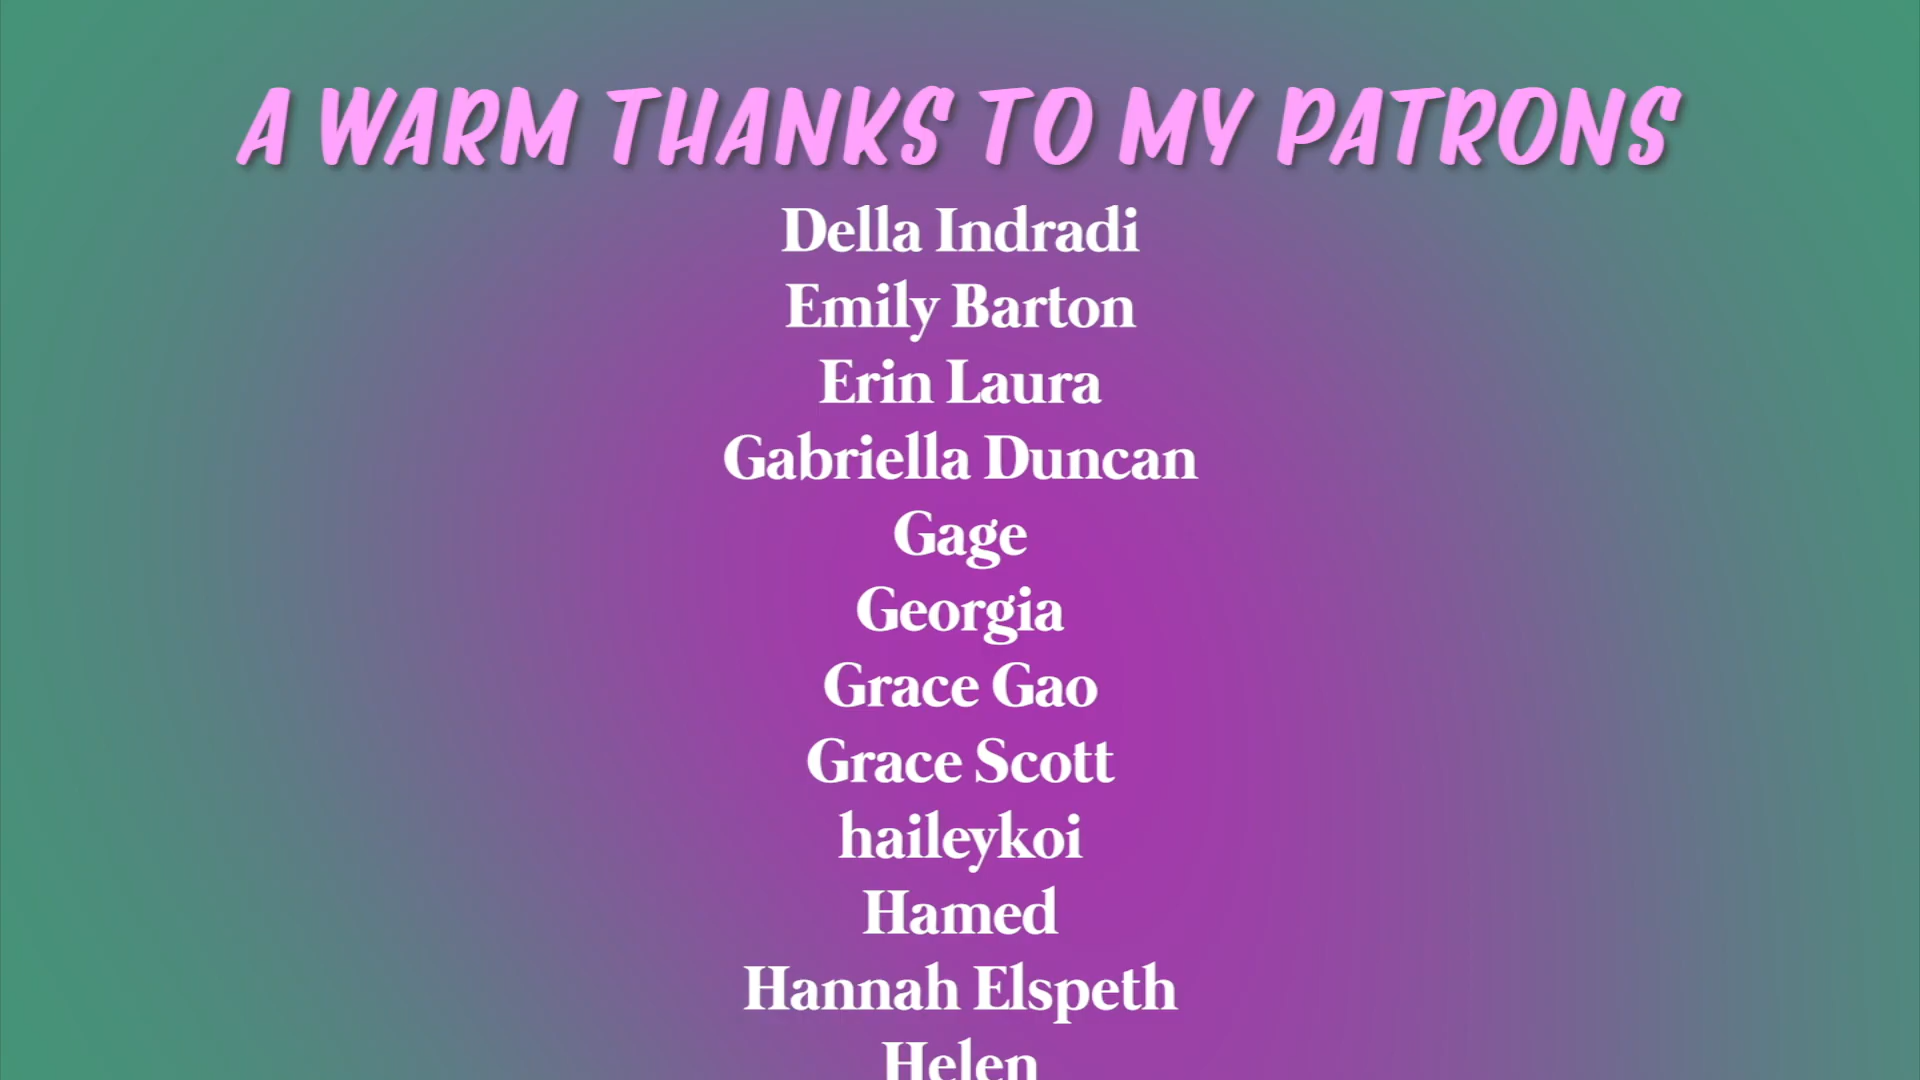 A WARM THANKS TO MY PATRONS
Della Indradi
Emily Barton
Erin Laura
Gabriella Duncan
Gage
Georgia
Grace Gao
Grace Scott
haileykoi
Hamed
Hannah Elspeth
Helen